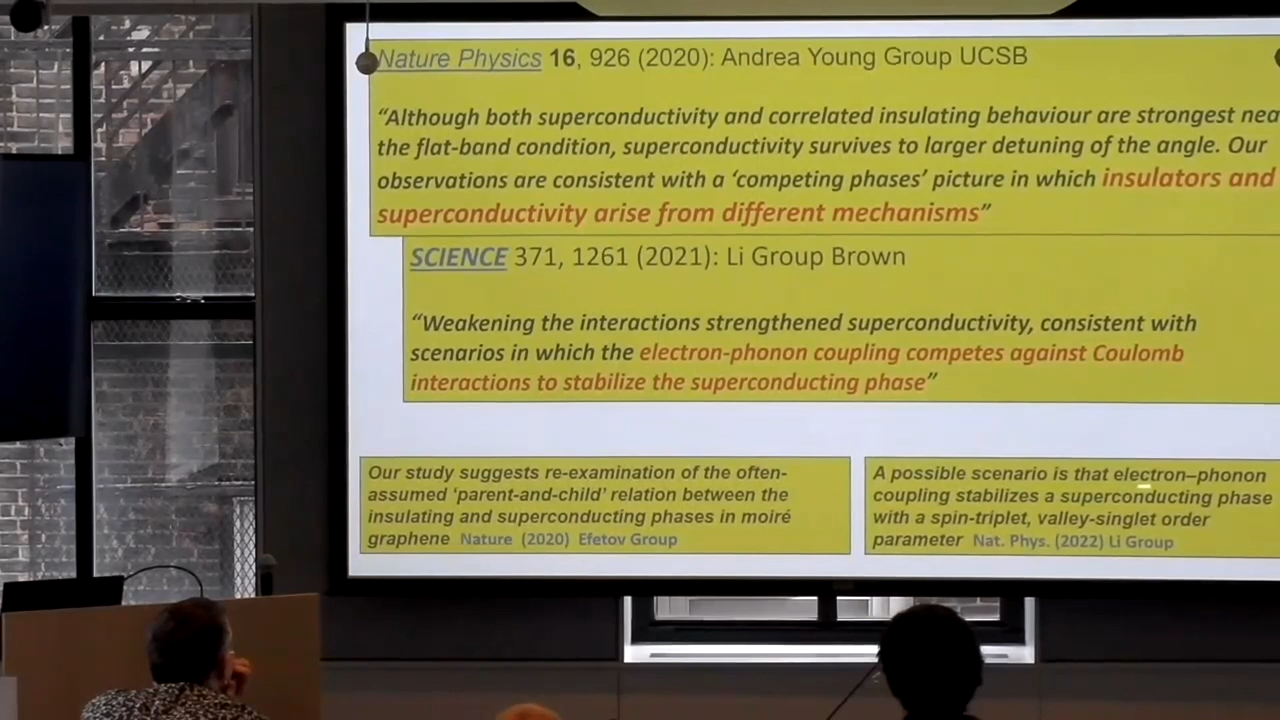 Nature Physics 16, 926 (2020): Andrea Young Group UCSB
“Although both superconductivity and correlated insulating behaviour are strongest nea
the flat-band condition, superconductivity survives to larger detuning of the angle. Our
observations are consistent with a ‘competing phases’ picture in which insulators and
superconductivity arise from different mechanisms”
SCIENCE 371, 1261 (2021): Li Group Brown
“Weakening the interactions strengthened superconductivity, consistent with
scenarios in which the electron-phonon coupling competes against Coulomb
interactions to stabilize the superconducting phase”
Our study suggests re-examination of the often-
assumed ‘parent-and-child’ relation between the
insulating and superconducting phases in moiré
graphene Nature (2020) Efetov Group
A possible scenario is that electron–phonon
coupling stabilizes a superconducting phase
with a spin-triplet, valley-singlet order
parameter Nat. Phys. (2022) Li Group